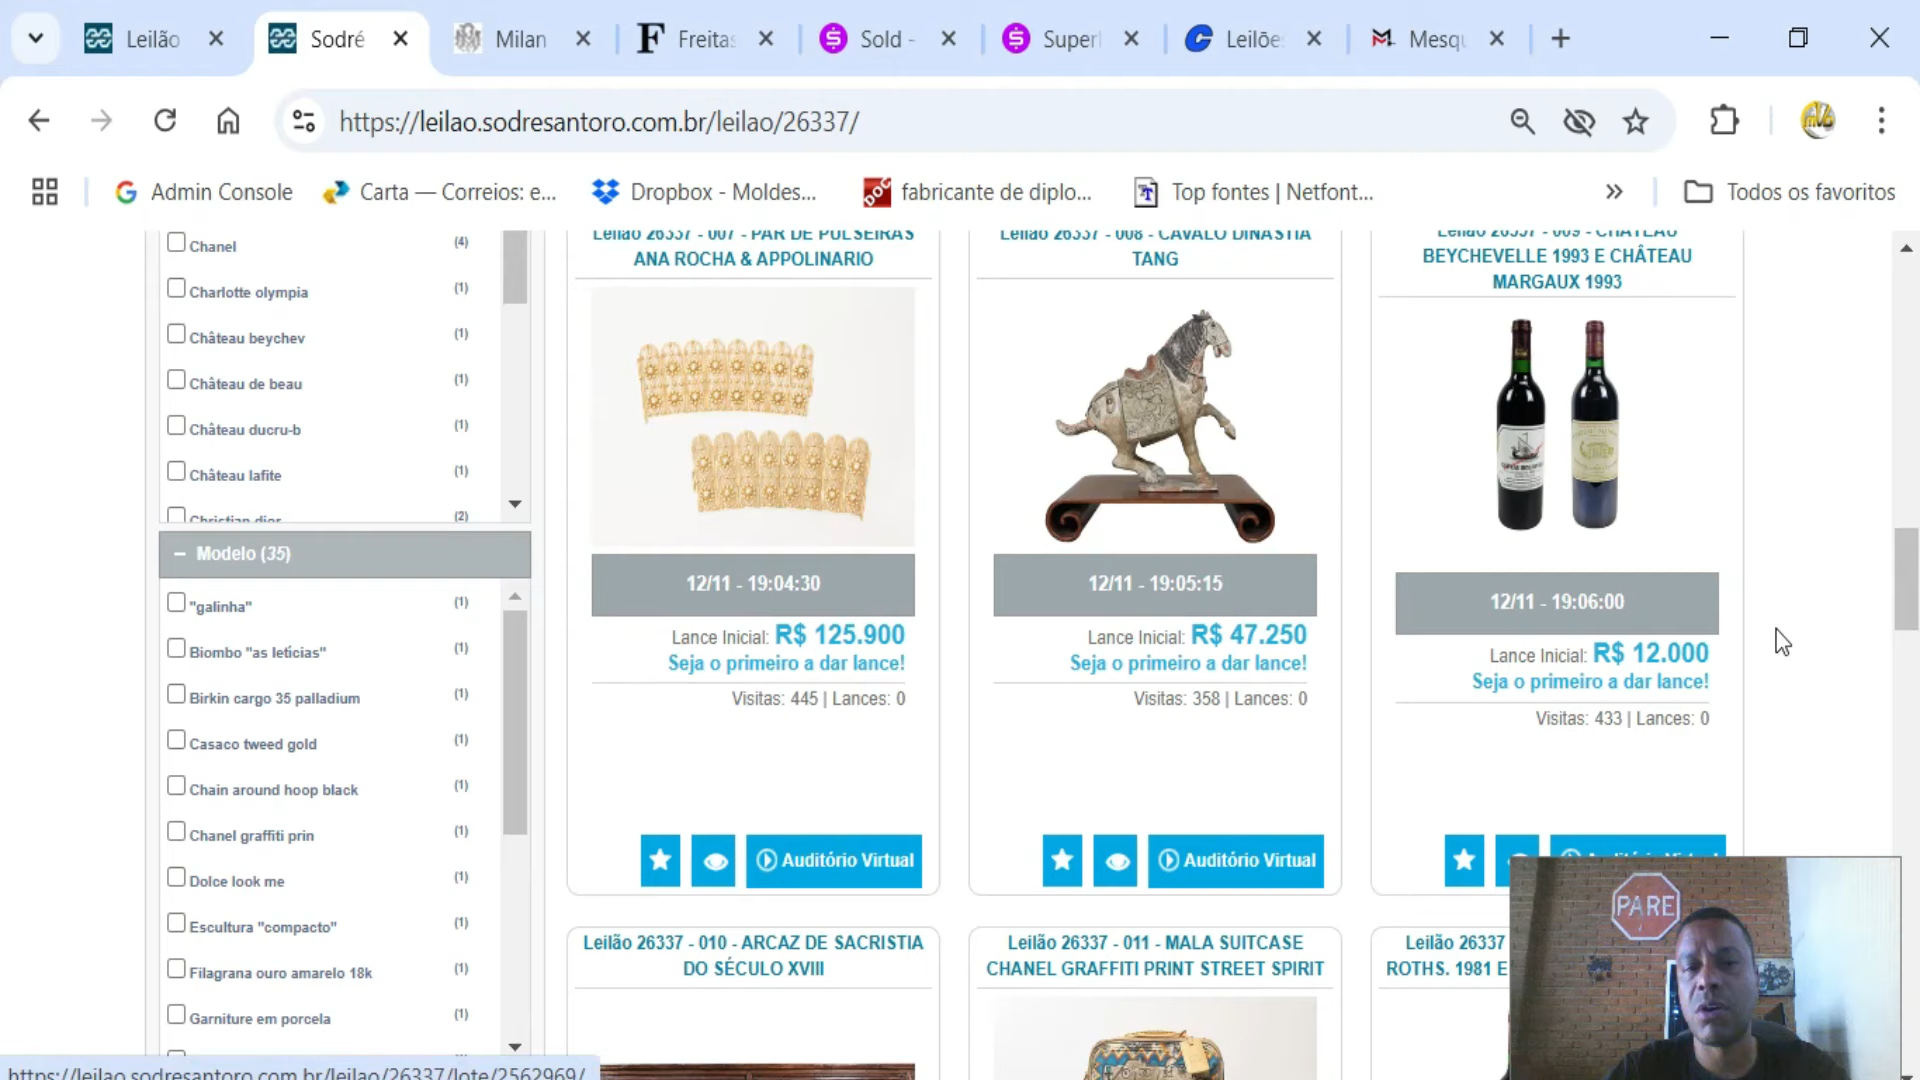 Leilão
Sodré
Milan
Freitas
Sold -
Superl
Leilões
Mesqu
https://leilao.sodresantoro.com.br/leilao/26337/
Admin Console
Carta — Correios: e...
Dropbox - Moldes...
fabricante de diplo...
Top fontes | Netfont...
Todos os favoritos
Chanel (4)
Charlotte olympia (1)
Château beychev (1)
Château de beau (1)
Château ducru-b (1)
Château lafite (1)
Christian dior (2)
Modelo (35)
"galinha" (1)
Biombo "as letícias" (1)
Birkin cargo 35 palladium (1)
Casaco tweed gold (1)
Chain around hoop black (1)
Chanel graffiti prin (1)
Dolce look me (1)
Escultura "compacto" (1)
Filagrana ouro amarelo 18k (1)
Garniture em porcela (1)
Leilão 26337 - 007 - PAR DE PULSEIRAS
ANA ROCHA & APPOLINARIO
12/11 - 19:04:30
Lance Inicial: R$ 125.900
Seja o primeiro a dar lance!
Visitas: 445 | Lances: 0
Auditório Virtual
Leilão 26337 - 008 - CAVALO DINASTIA
TANG
12/11 - 19:05:15
Lance Inicial: R$ 47.250
Seja o primeiro a dar lance!
Visitas: 358 | Lances: 0
Auditório Virtual
Leilão 26337 - 009 - CHÂTEAU
BEYCHEVELLE 1993 E CHÂTEAU
MARGAUX 1993
12/11 - 19:06:00
Lance Inicial: R$ 12.000
Seja o primeiro a dar lance!
Visitas: 433 | Lances: 0
Leilão 26337 - 010 - ARCAZ DE SACRISTIA
DO SÉCULO XVIII
Leilão 26337 - 011 - MALA SUITCASE
CHANEL GRAFFITI PRINT STREET SPIRIT
Leilão 26337
ROTHS. 1981 E
PARE
https://leilao.sodresantoro.com.br/leilao/26337/lote/2562969/